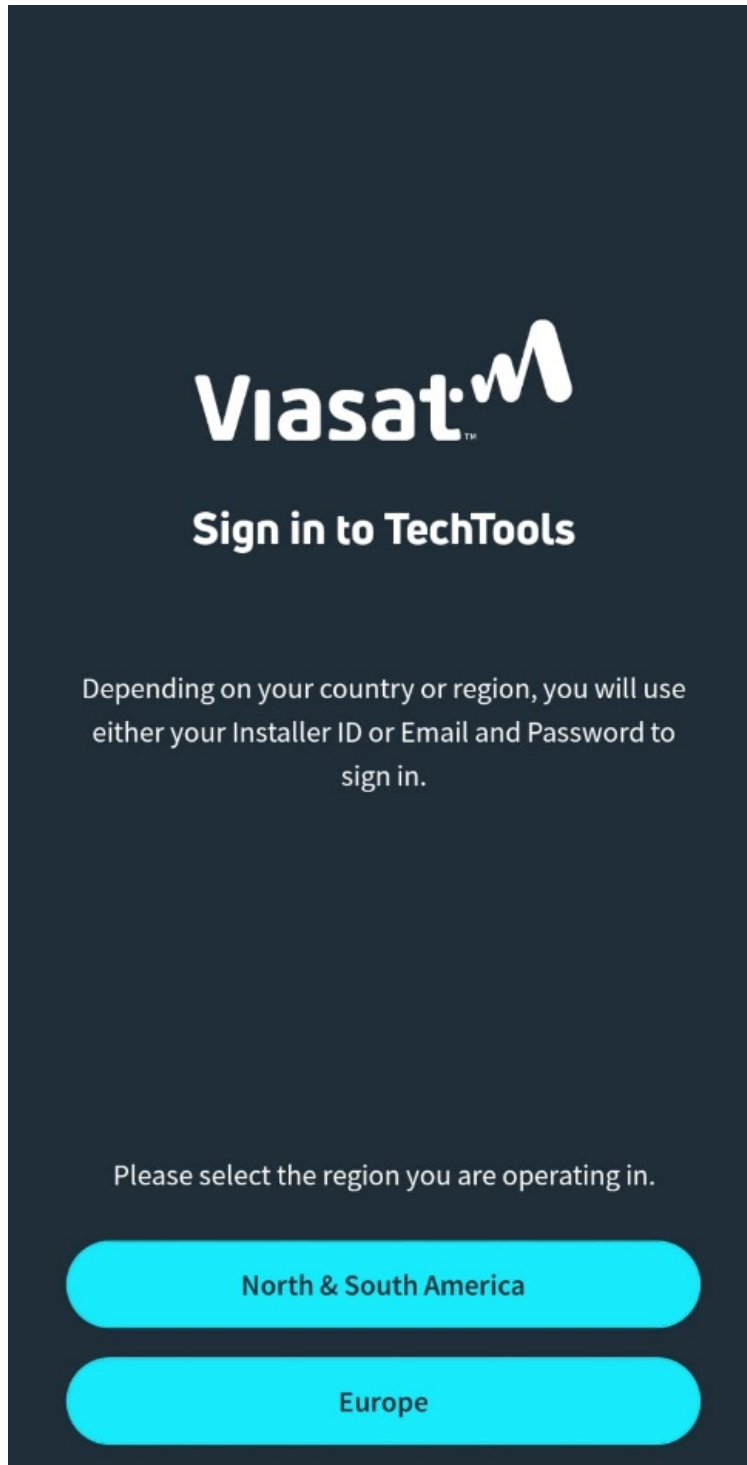 Viasat™
Sign in to TechTools
Depending on your country or region, you will use
either your Installer ID or Email and Password to
sign in.
Please select the region you are operating in.
North & South America
Europe